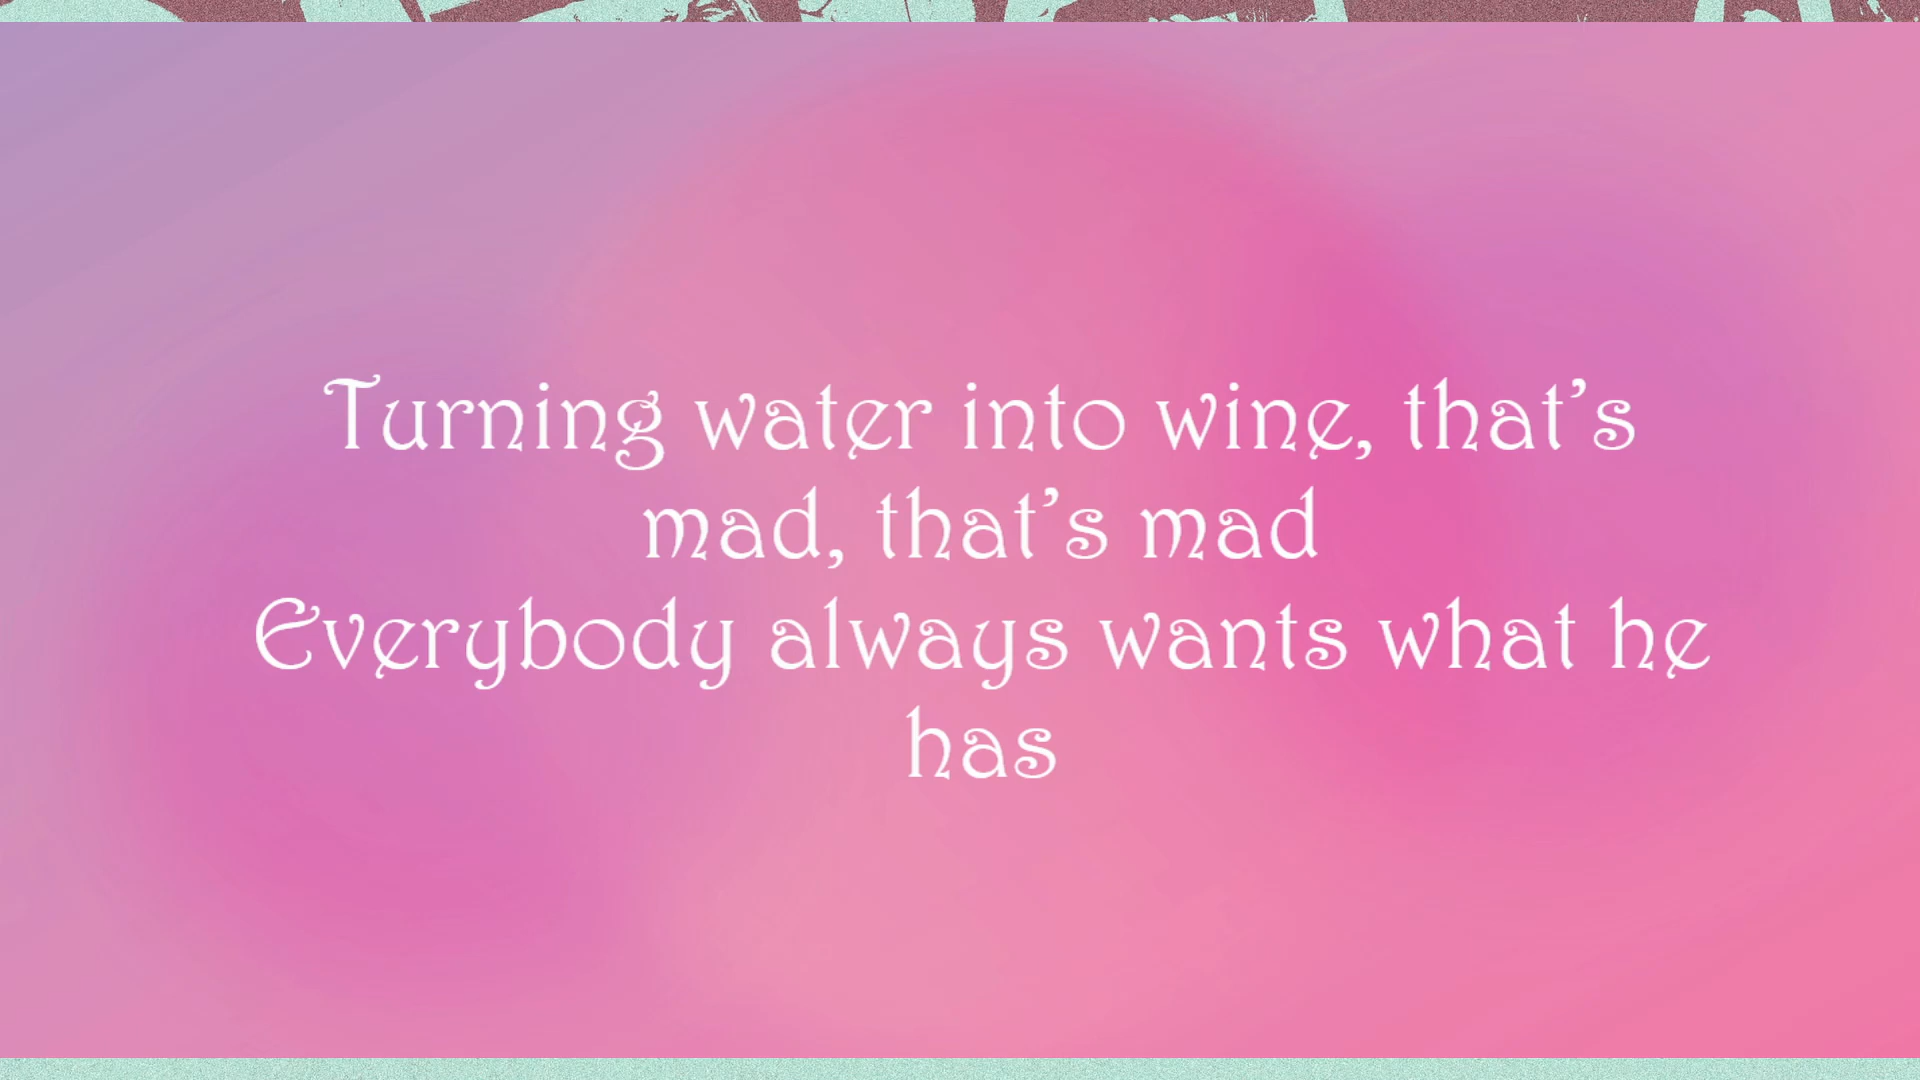 Turning water into wine, that’s
mad, that’s mad
Everybody always wants what he
has